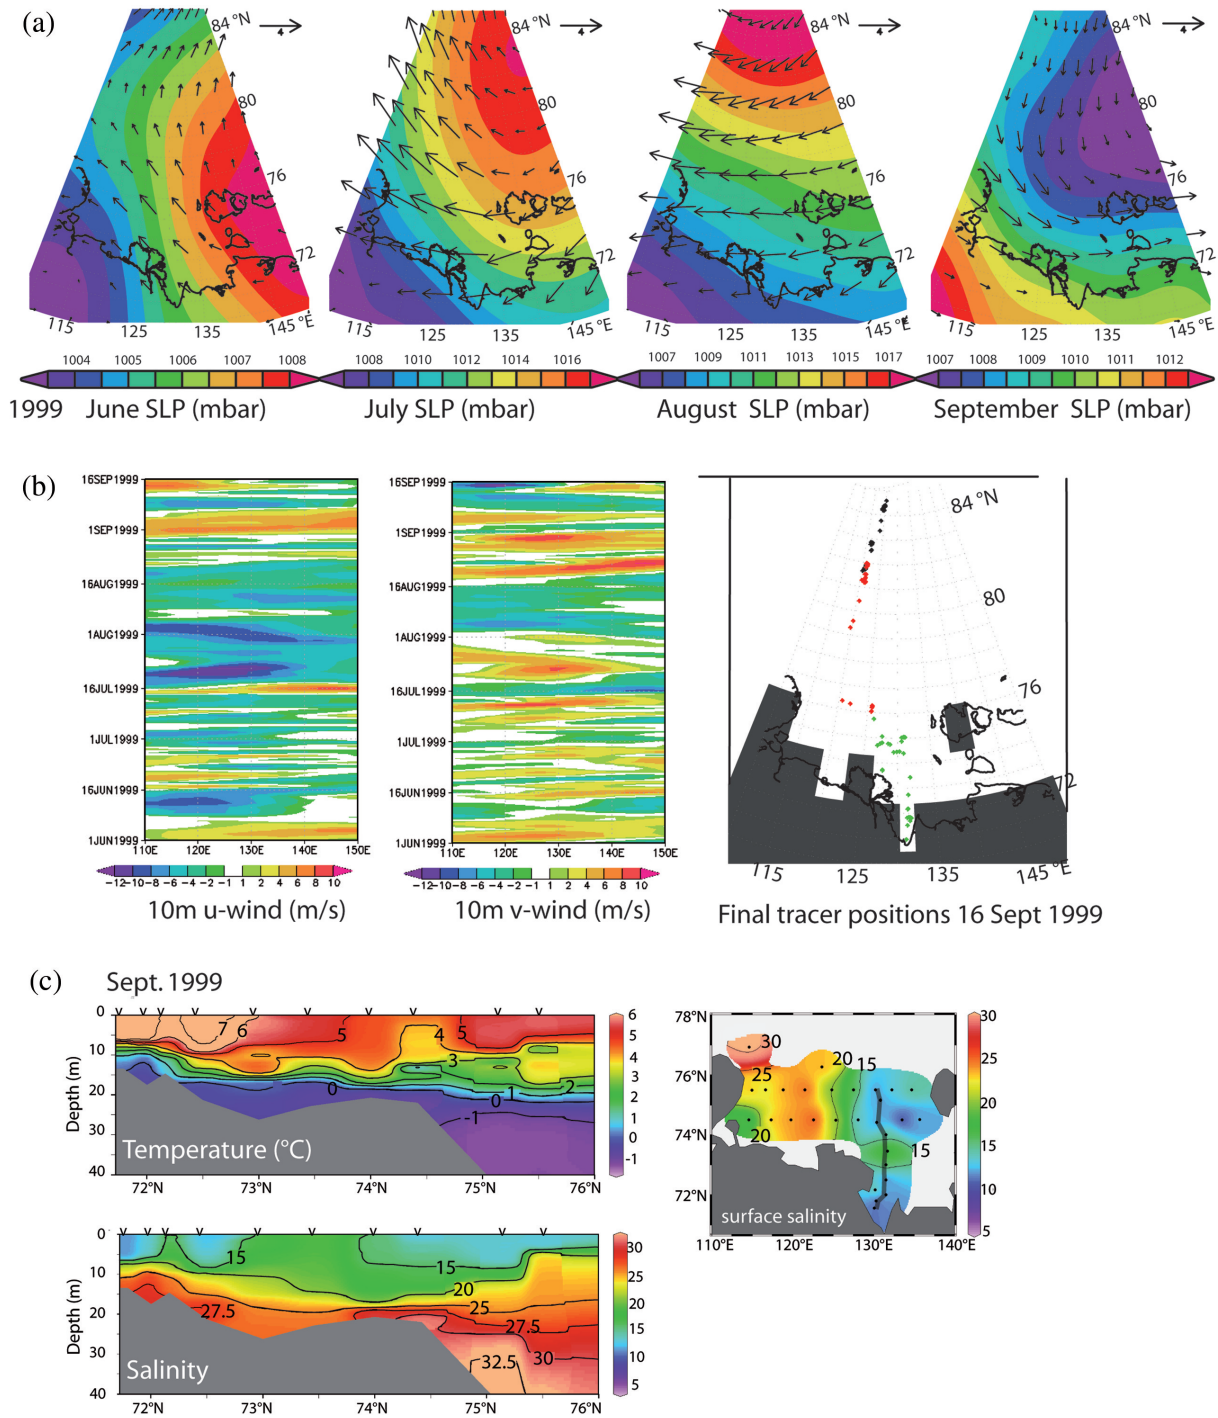 (a)
84 °N
80
76
72
115
125
135
145 °E
4
84 °N
80
76
72
115
125
135
145 °E
4
84 °N
80
76
72
115
125
135
145 °E
4
84 °N
80
76
72
115
125
135
145 °E
4
1004 1005 1006 1007 1008
1008 1010 1012 1014 1016
1007 1009 1011 1013 1015 1017
1007 1008 1009 1010 1011 1012
1999 June SLP (mbar)
July SLP (mbar)
August SLP (mbar)
September SLP (mbar)
(b)
16SEP1999
1SEP1999
16AUG1999
1AUG1999
16JUL1999
1JUL1999
16JUN1999
1JUN1999
110E 120E 130E 140E 150E
-12 -10 -8 -6 -4 -2 -1 1 2 4 6 8 10
10m u-wind (m/s)
16SEP1999
1SEP1999
16AUG1999
1AUG1999
16JUL1999
1JUL1999
16JUN1999
1JUN1999
110E 120E 130E 140E 150E
-12 -10 -8 -6 -4 -2 -1 1 2 4 6 8 10
10m v-wind (m/s)
84 °N
80
76
72
115
125
135
145 °E
Final tracer positions 16 Sept 1999
(c) Sept. 1999
Depth (m)
0
10
20
30
40
7 6 5 4 5
3
0 0 1 2
-1
Temperature (°C)
72°N 73°N 74°N 75°N 76°N
6
5
4
3
2
1
0
-1
Depth (m)
0
10
20
30
40
15 15
20
25
27.5 27.5
32.5 30
Salinity
72°N 73°N 74°N 75°N 76°N
30
25
20
15
10
5
78°N
76°N
74°N
72°N
30
25 20 15
20 15
surface salinity
110°E 120°E 130°E 140°E
30
25
20
15
10
5